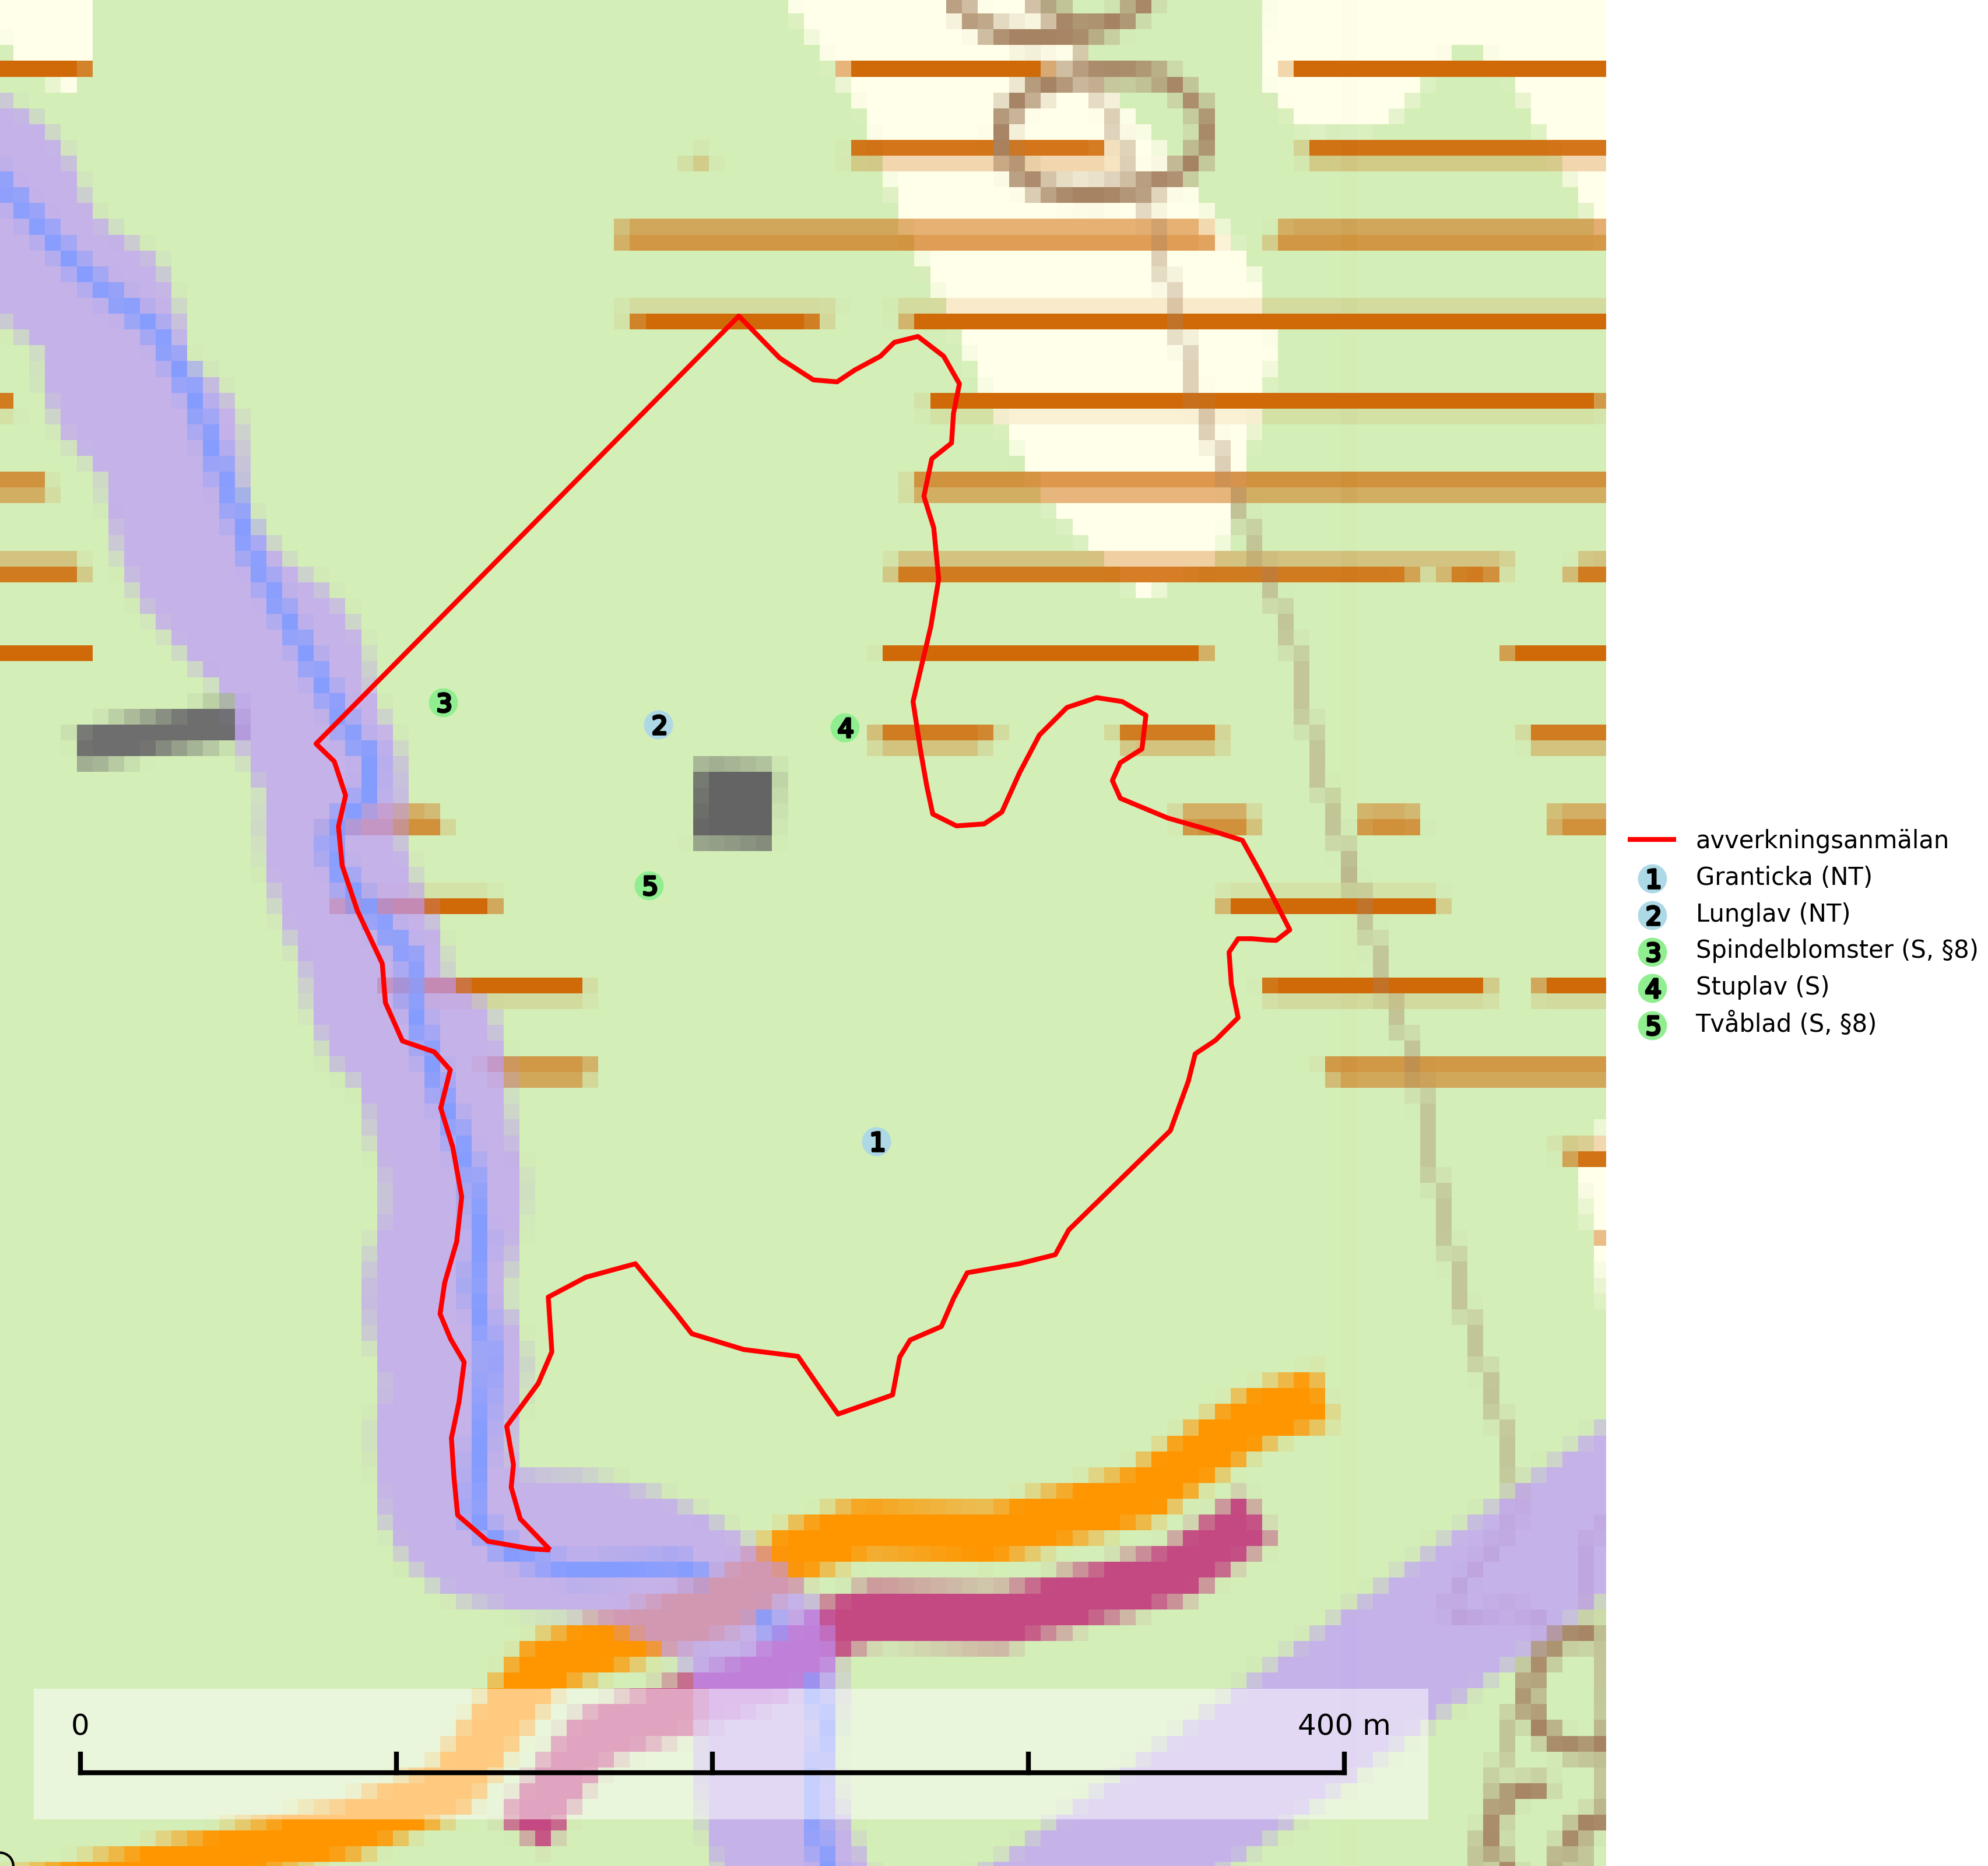 3
2
4
5
1
0 400 m
avverkningsanmälan
1 Granticka (NT)
2 Lunglav (NT)
3 Spindelblomster (S, §8)
4 Stuplav (S)
5 Tvåblad (S, §8)